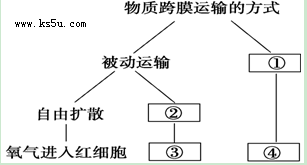 物质跨膜运输的方式
www.ks5u.com
被动运输
①
自由扩散
②
氧气进入红细胞
③
④